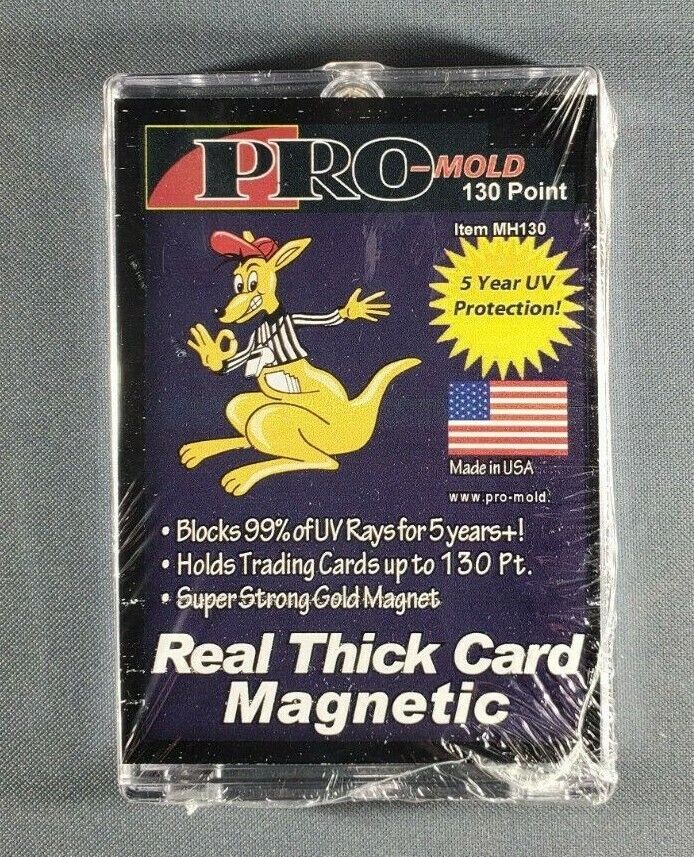 PRO-MOLD
130 Point
Item MH130
5 Year UV
Protection!
Made in USA
www.pro-mold.
• Blocks 99% of UV Rays for 5 years+!
• Holds Trading Cards up to 130 Pt.
• Super Strong Gold Magnet
Real Thick Card
Magnetic